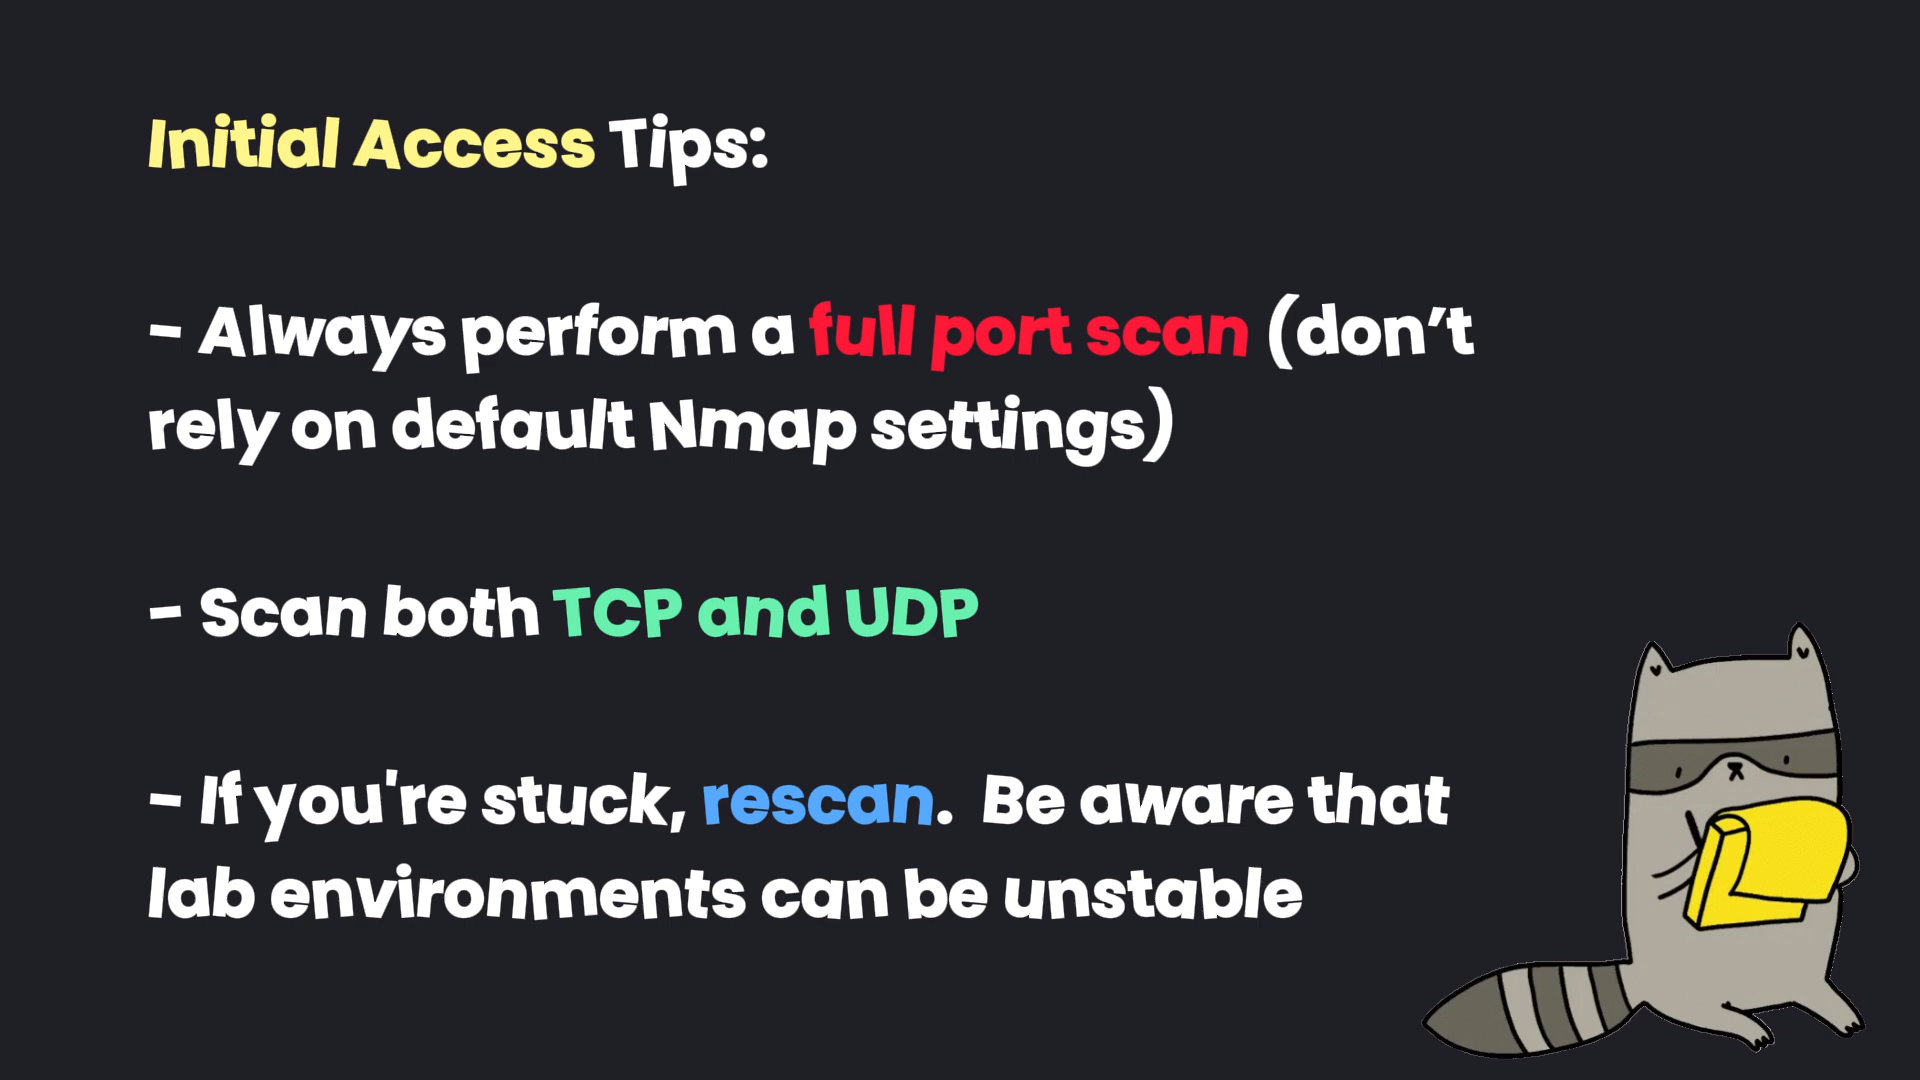 Initial Access Tips:
- Always perform a full port scan (don’t
rely on default Nmap settings)
- Scan both TCP and UDP
- If you're stuck, rescan.  Be aware that
lab environments can be unstable